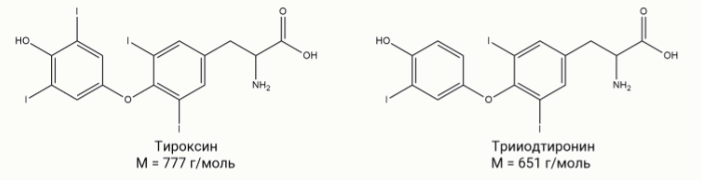 I
HO
I
O
I
I
O
OH
NH₂
Тироксин
М = 777 г/моль
HO
I
O
I
I
O
OH
NH₂
Трииодтиронин
М = 651 г/моль